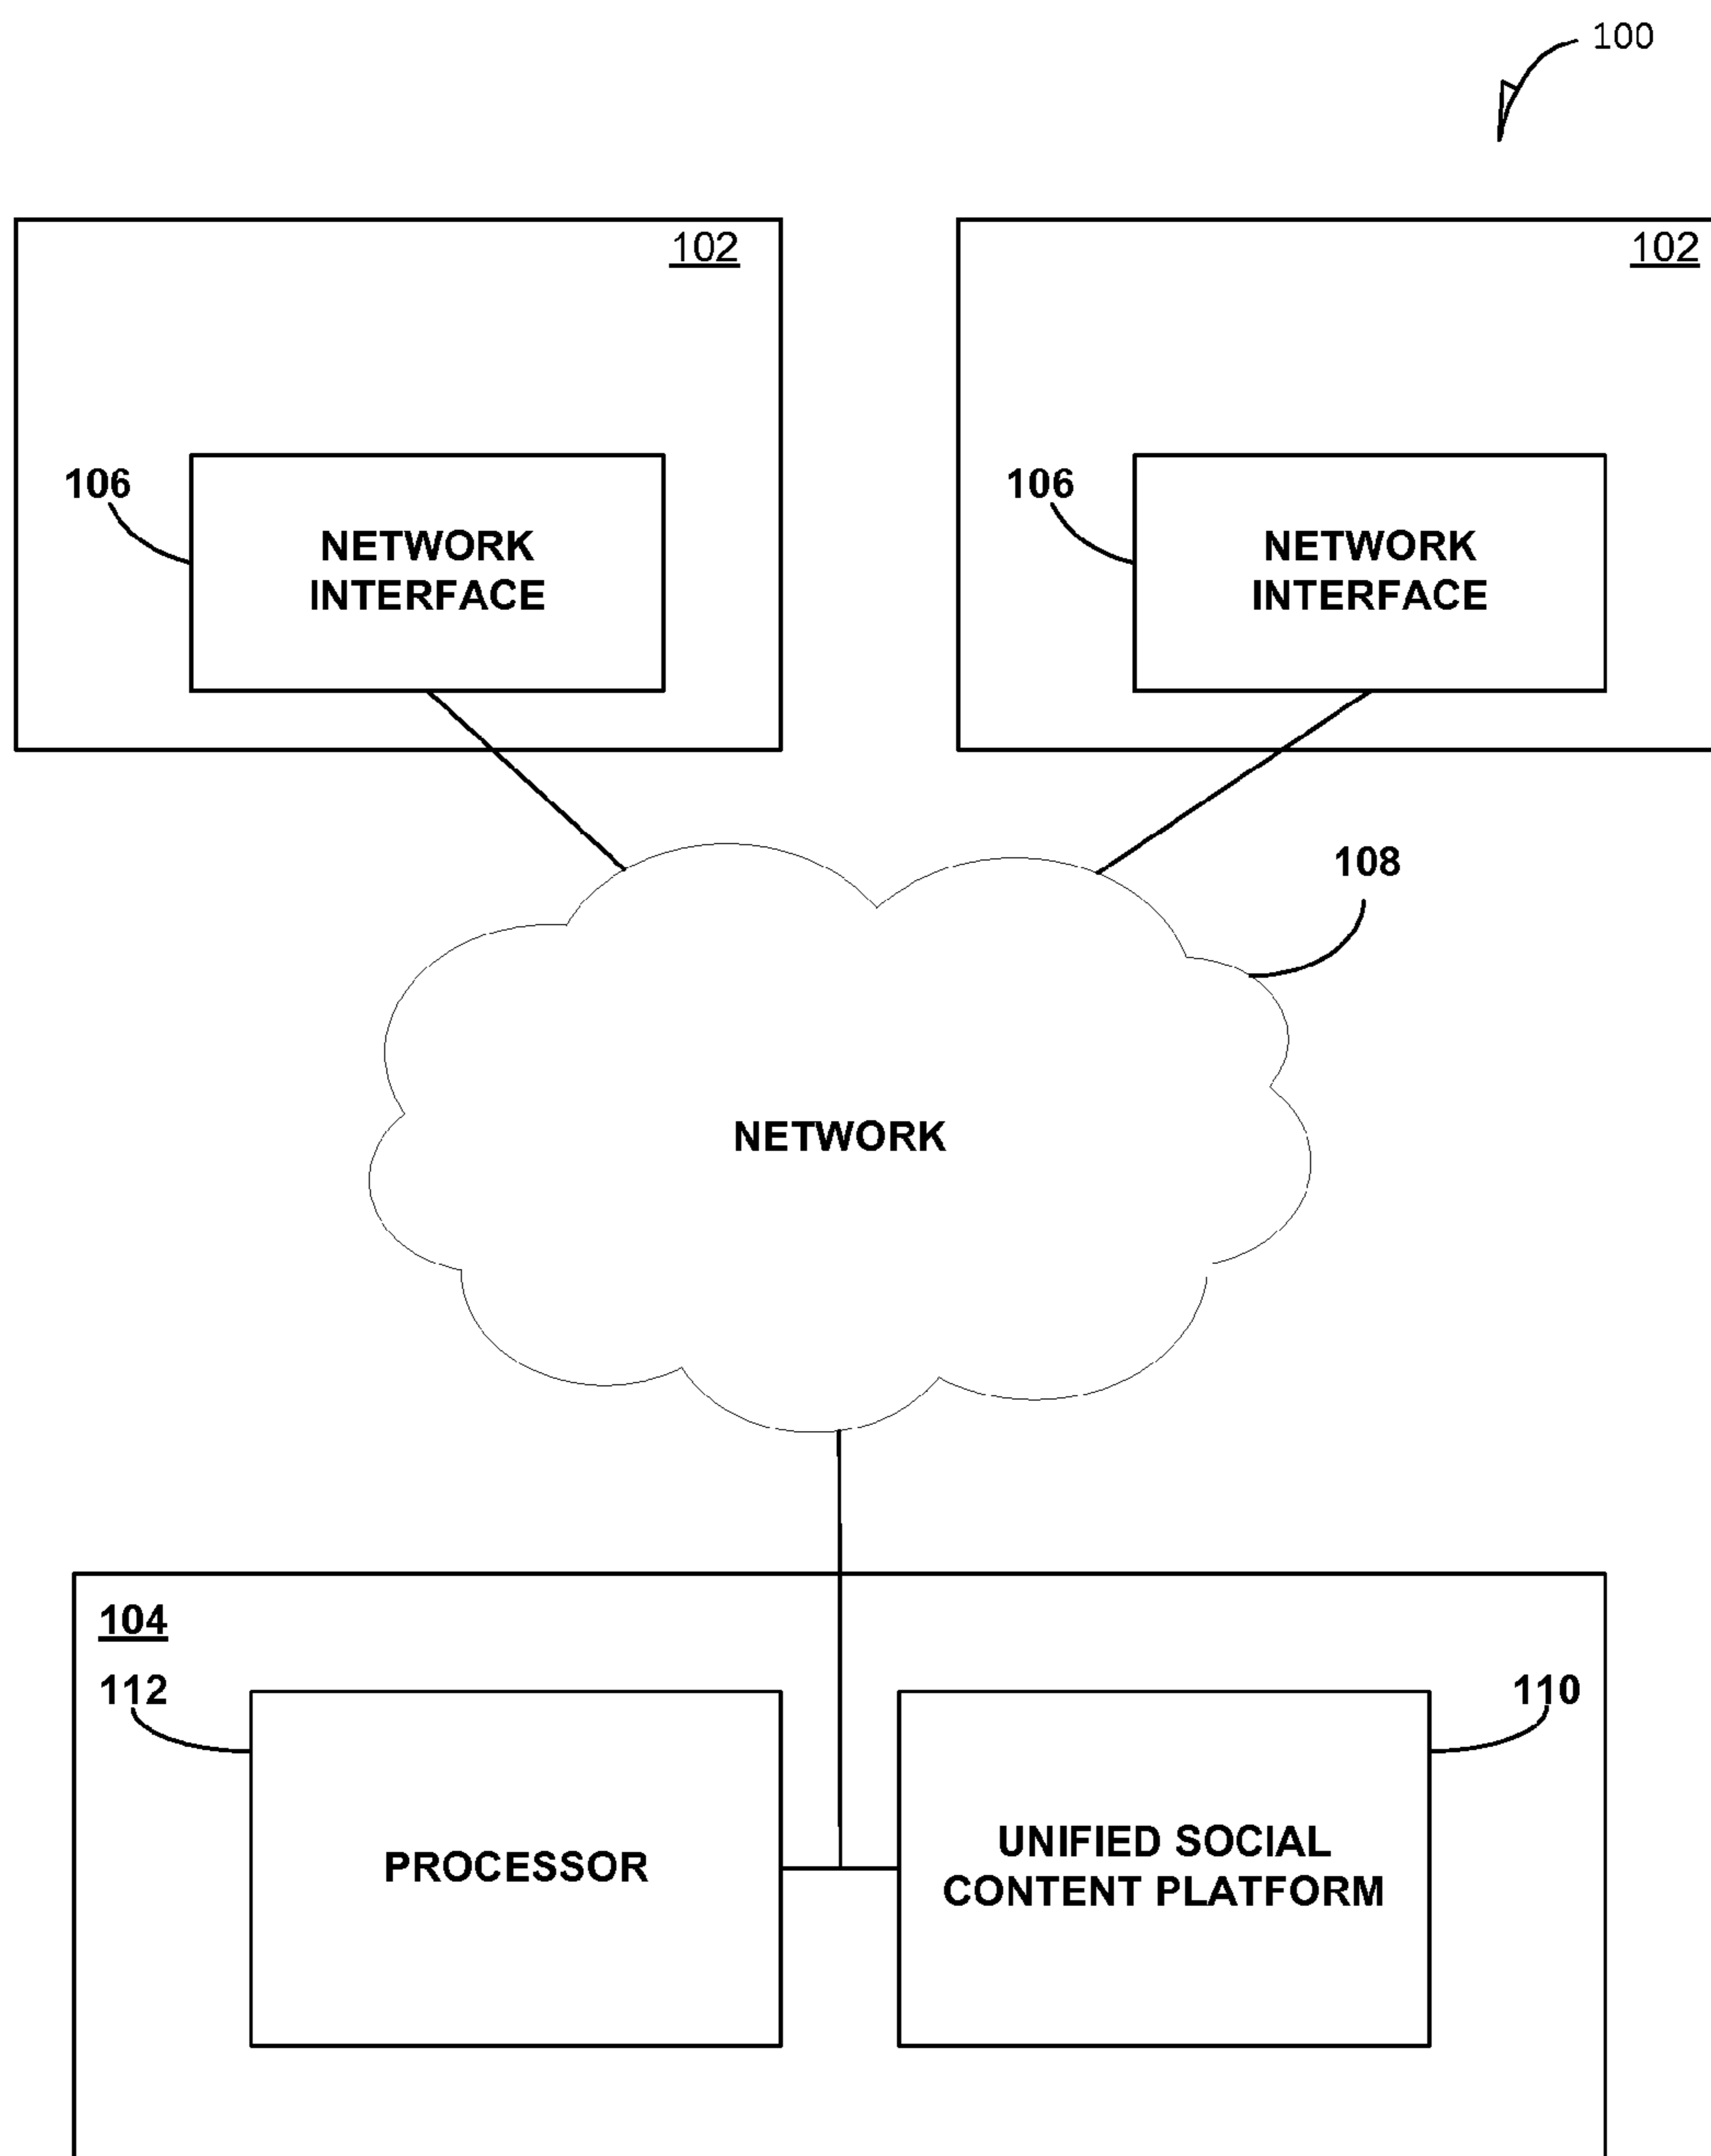 100
102
102
106
NETWORK
INTERFACE
106
NETWORK
INTERFACE
108
NETWORK
104
112
110
PROCESSOR
UNIFIED SOCIAL
CONTENT PLATFORM